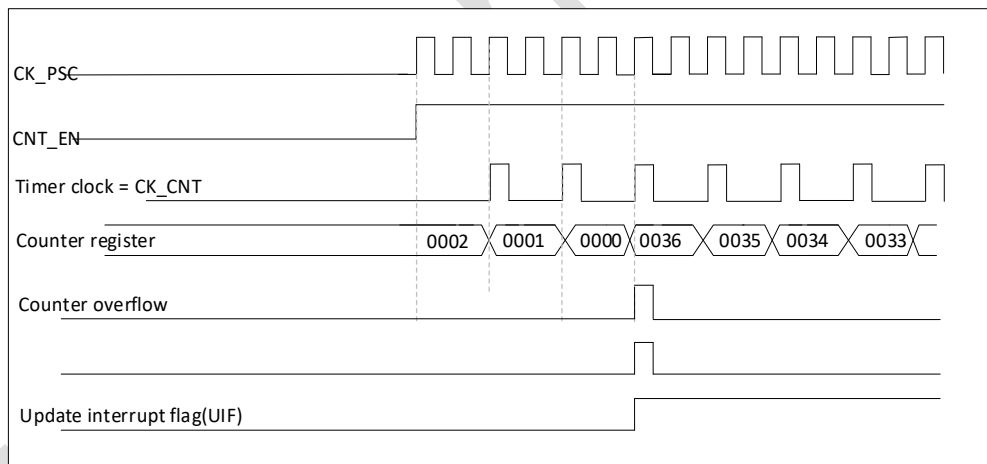 CK_PSC
CNT_EN
Timer clock = CK_CNT
Counter register
0002 0001 0000 0036 0035 0034 0033
Counter overflow
Update interrupt flag(UIF)